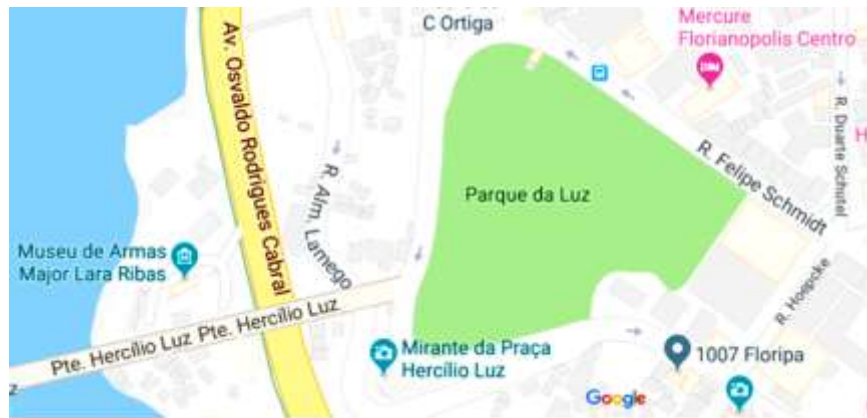 C Ortiga
Mercure
Florianopolis Centro
Av. Osvaldo Rodrigues Cabral
R. Alm. Lamego
R. Duarte Schutel
H
R. Felipe Schmidt
Parque da Luz
Museu de Armas
Major Lara Ribas
R. Hoepcke
Pte. Hercílio Luz Pte. Hercílio Luz
z
Mirante da Praça
Hercílio Luz
1007 Floripa
Google